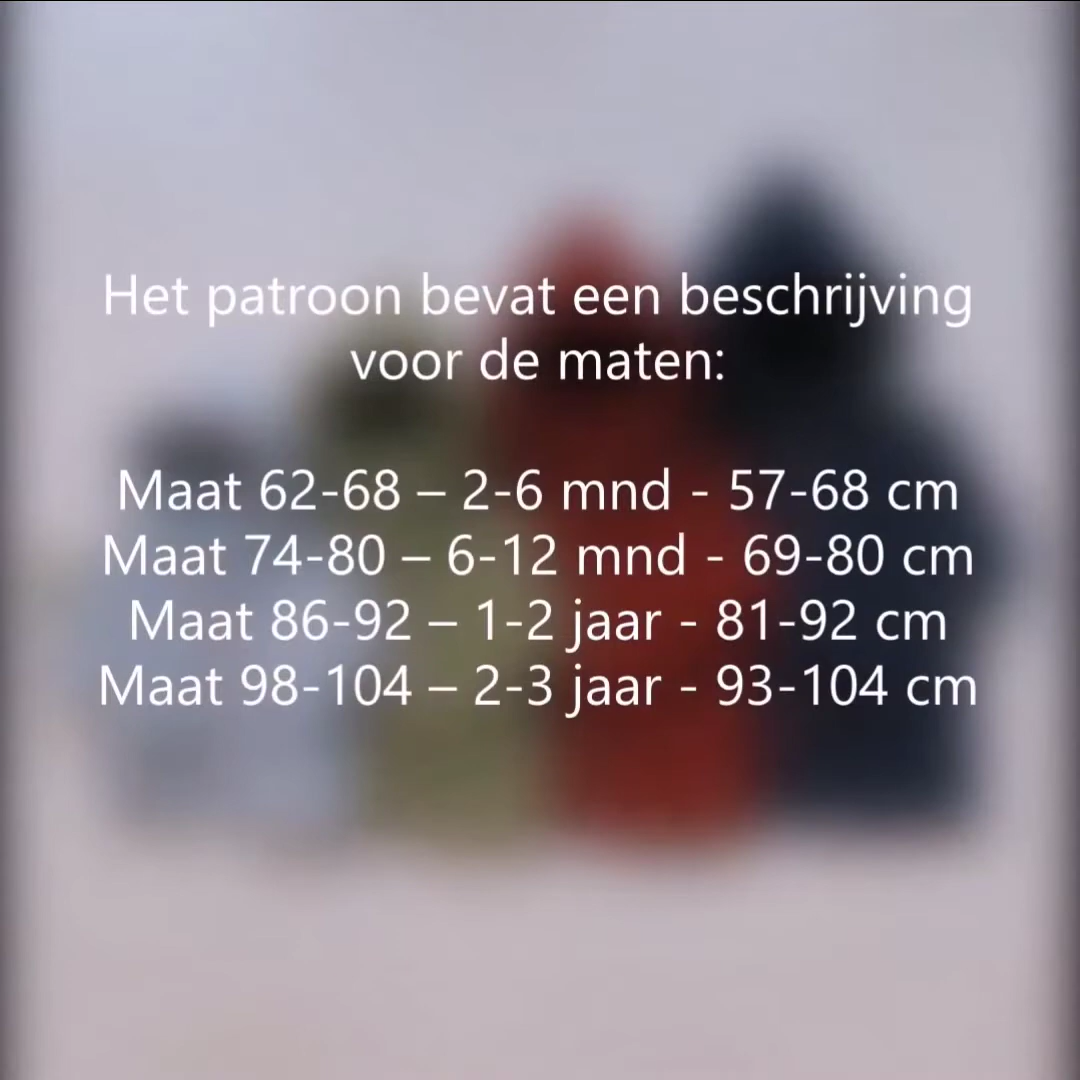 Het patroon bevat een beschrijving
voor de maten:
Maat 62-68 – 2-6 mnd - 57-68 cm
Maat 74-80 – 6-12 mnd - 69-80 cm
Maat 86-92 – 1-2 jaar - 81-92 cm
Maat 98-104 – 2-3 jaar - 93-104 cm